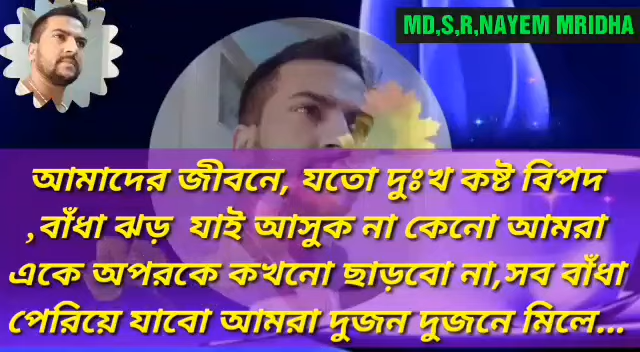 MD,S,R,NAYEM MRIDHA
আমাদের জীবনে, যতো দুঃখ কষ্ট বিপদ
,বাঁধা ঝড় যাই আসুক না কেনো আমরা
একে অপরকে কখনো ছাড়বো না,সব বাঁধা
পেরিয়ে যাবো আমরা দুজন দুজনে মিলে...